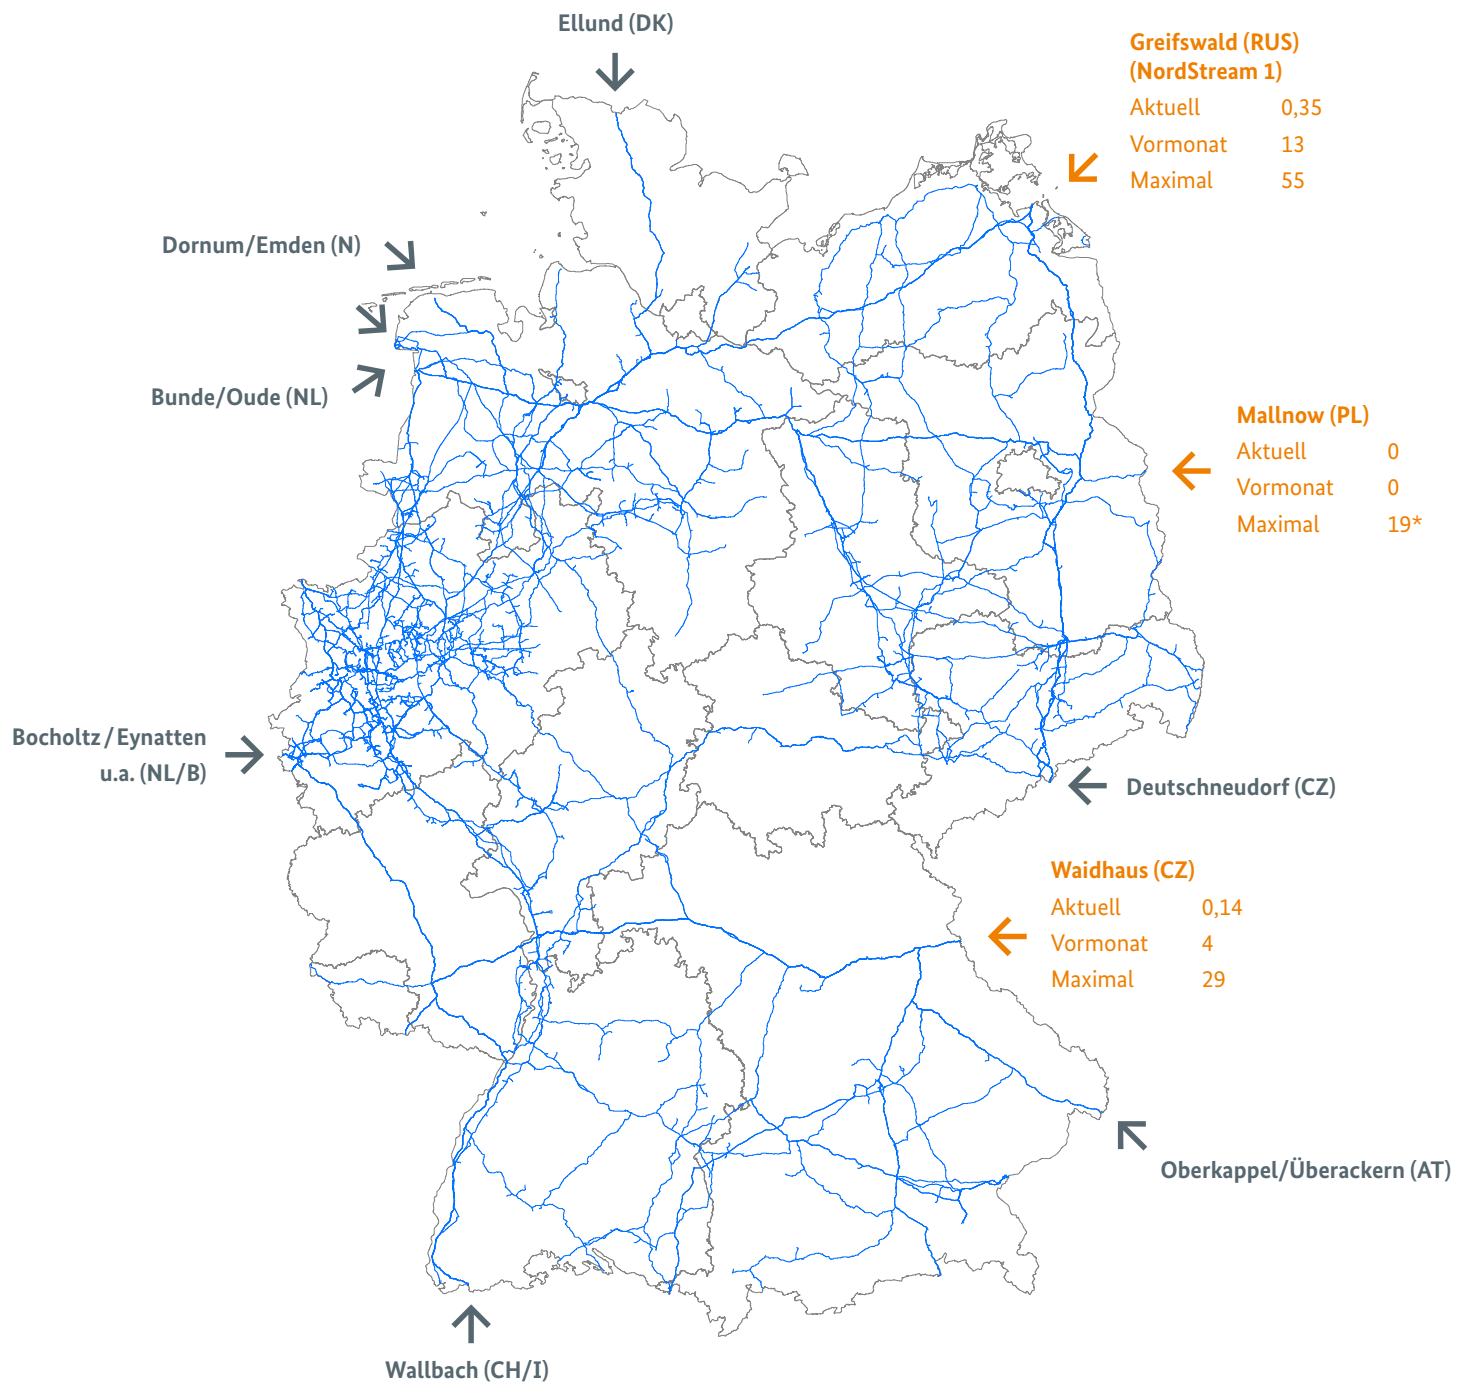 Ellund (DK)
Greifswald (RUS)
(NordStream 1)
Aktuell 0,35
Vormonat 13
Maximal 55
Dornum/Emden (N)
Bunde/Oude (NL)
Mallnow (PL)
Aktuell 0
Vormonat 0
Maximal 19*
Bocholtz / Eynatten
u.a. (NL/B)
Deutschneudorf (CZ)
Waidhaus (CZ)
Aktuell 0,14
Vormonat 4
Maximal 29
Oberkappel/Überackern (AT)
Wallbach (CH/I)